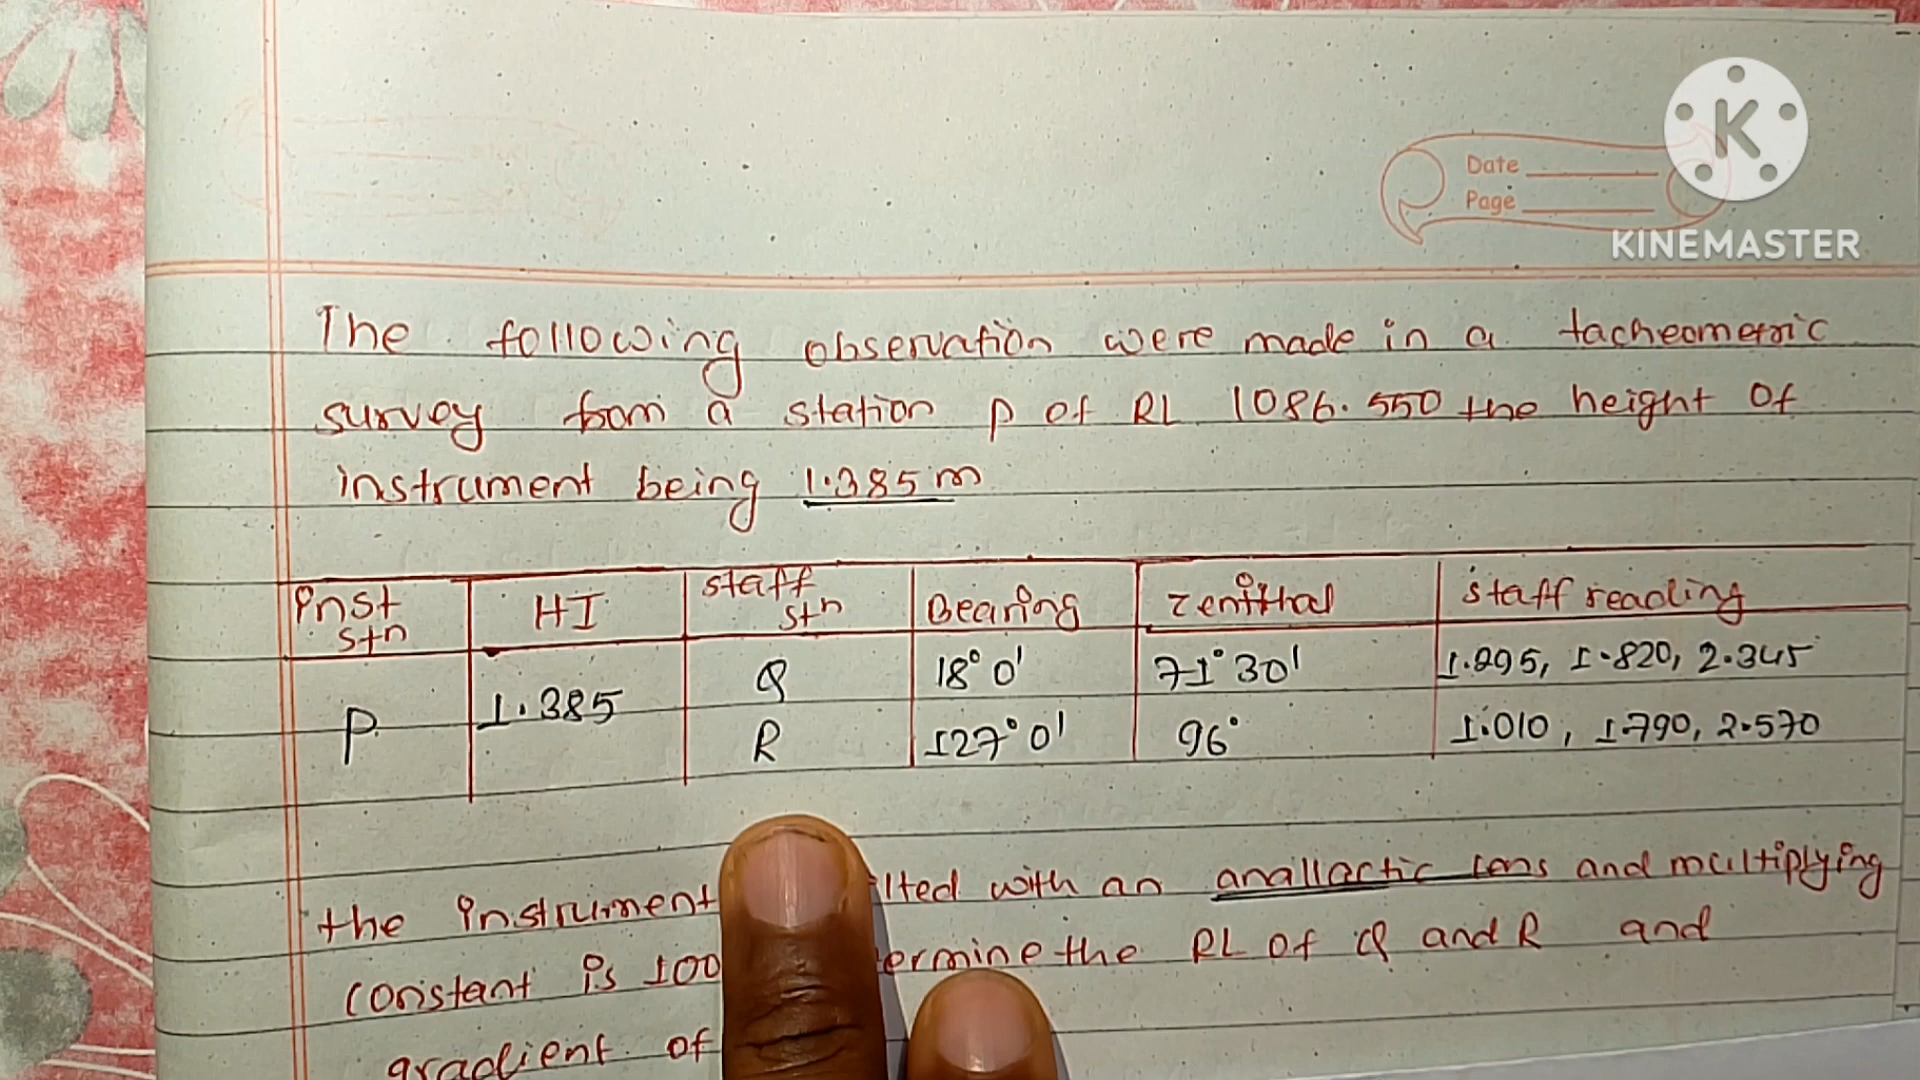 Date
Page
KINEMASTER
The following observation were made in a tacheometric
survey from a station P of RL 1086.550 the height of
instrument being 1.385 m
Inst stn HI staff stn Bearing zenithal staff reading
P 1.385 Q 18°0' 71°30' 1.295, 1.820, 2.345
R 127°0' 96° 1.010, 1.790, 2.570
the instrument with an anallactic lens and multiplying
constant is 100 the RL of Q and R and
gradient of